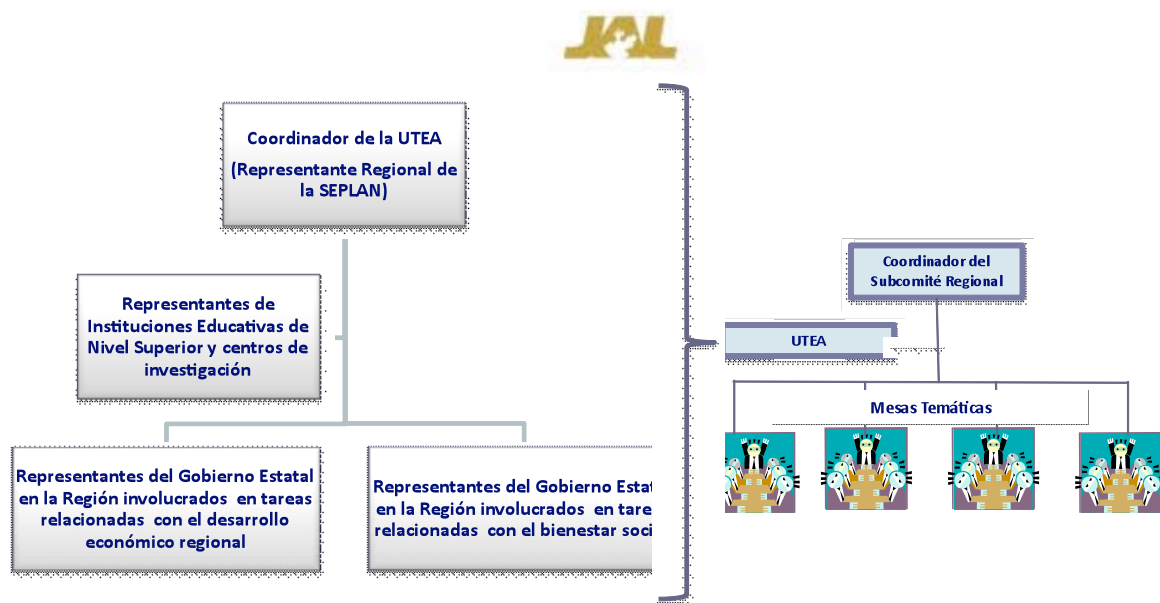 JAL
Coordinador de la UTEA
(Representante Regional de
la SEPLAN)
Representantes de
Instituciones Educativas de
Nivel Superior y centros de
investigación
Representantes del Gobierno Estatal
en la Región involucrados en tareas
relacionadas con el desarrollo
económico regional
Representantes del Gobierno Estat
en la Región involucrados en tare
relacionadas con el bienestar soci
Coordinador del
Subcomité Regional
UTEA
Mesas Temáticas